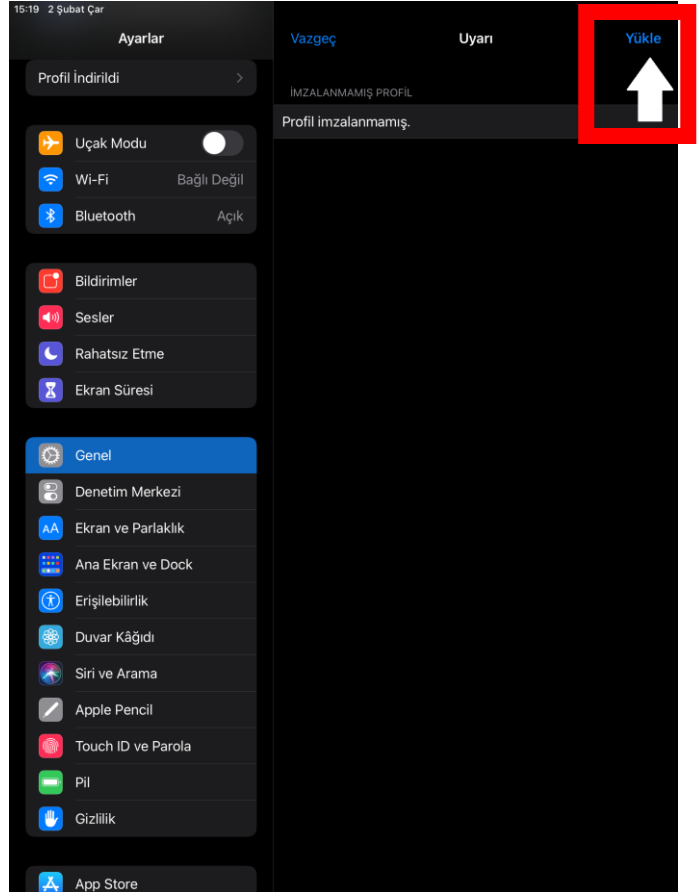 15:19 2 Şubat Çar
Ayarlar
Profil İndirildi
Uçak Modu
Wi-Fi Bağlı Değil
Bluetooth Açık
Bildirimler
Sesler
Rahatsız Etme
Ekran Süresi
Genel
Denetim Merkezi
AA Ekran ve Parlaklık
Ana Ekran ve Dock
Erişilebilirlik
Duvar Kâğıdı
Siri ve Arama
Apple Pencil
Touch ID ve Parola
Pil
Gizlilik
App Store
Vazgeç Uyarı Yükle
İMZALANMAMIŞ PROFİL
Profil imzalanmamış.